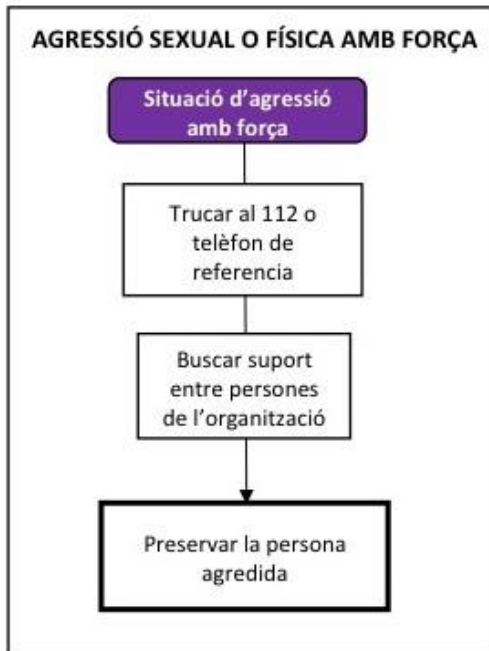 AGRESSIÓ SEXUAL O FÍSICA AMB FORÇA
Situació d'agressió
amb força
Trucar al 112 o
telèfon de
referencia
Buscar suport
entre persones
de l'organització
Preservar la persona
agredida